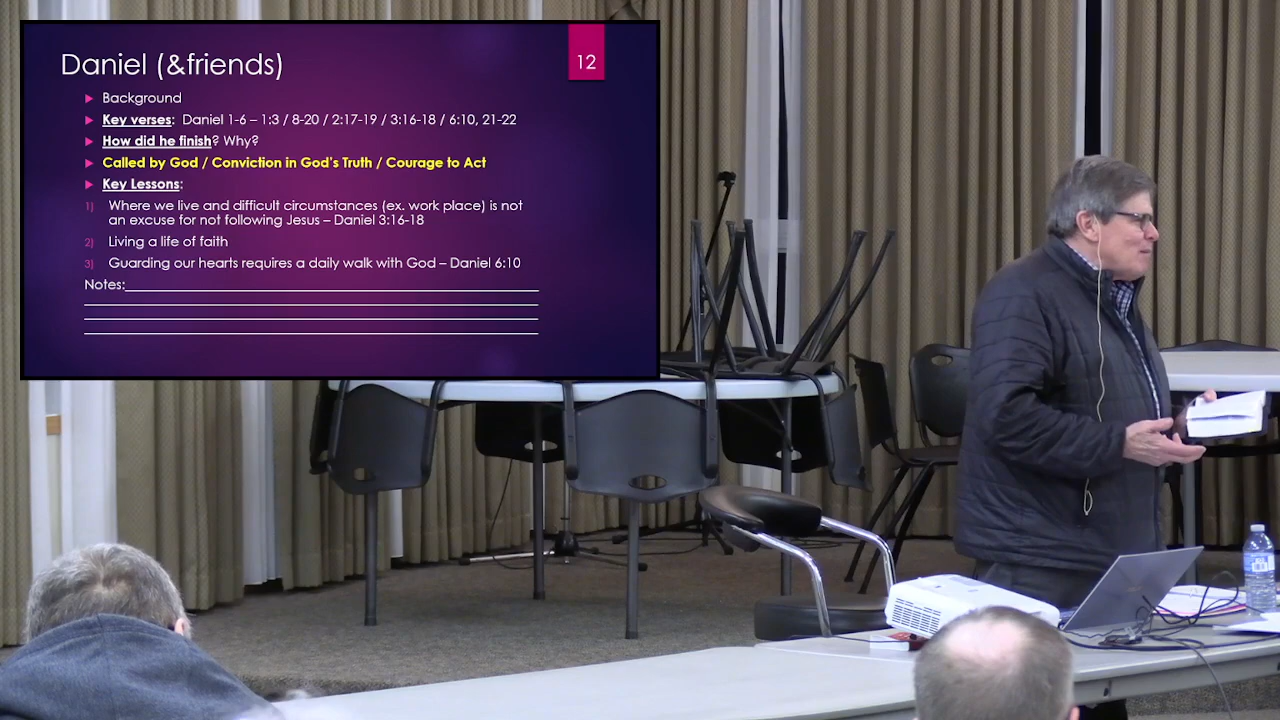 Daniel (&friends)
12
Background
Key verses: Daniel 1-6 – 1:3 / 8-20 / 2:17-19 / 3:16-18 / 6:10, 21-22
How did he finish? Why?
Called by God / Conviction in God's Truth / Courage to Act
Key Lessons:
1) Where we live and difficult circumstances (ex. work place) is not
an excuse for not following Jesus – Daniel 3:16-18
2) Living a life of faith
3) Guarding our hearts requires a daily walk with God – Daniel 6:10
Notes: